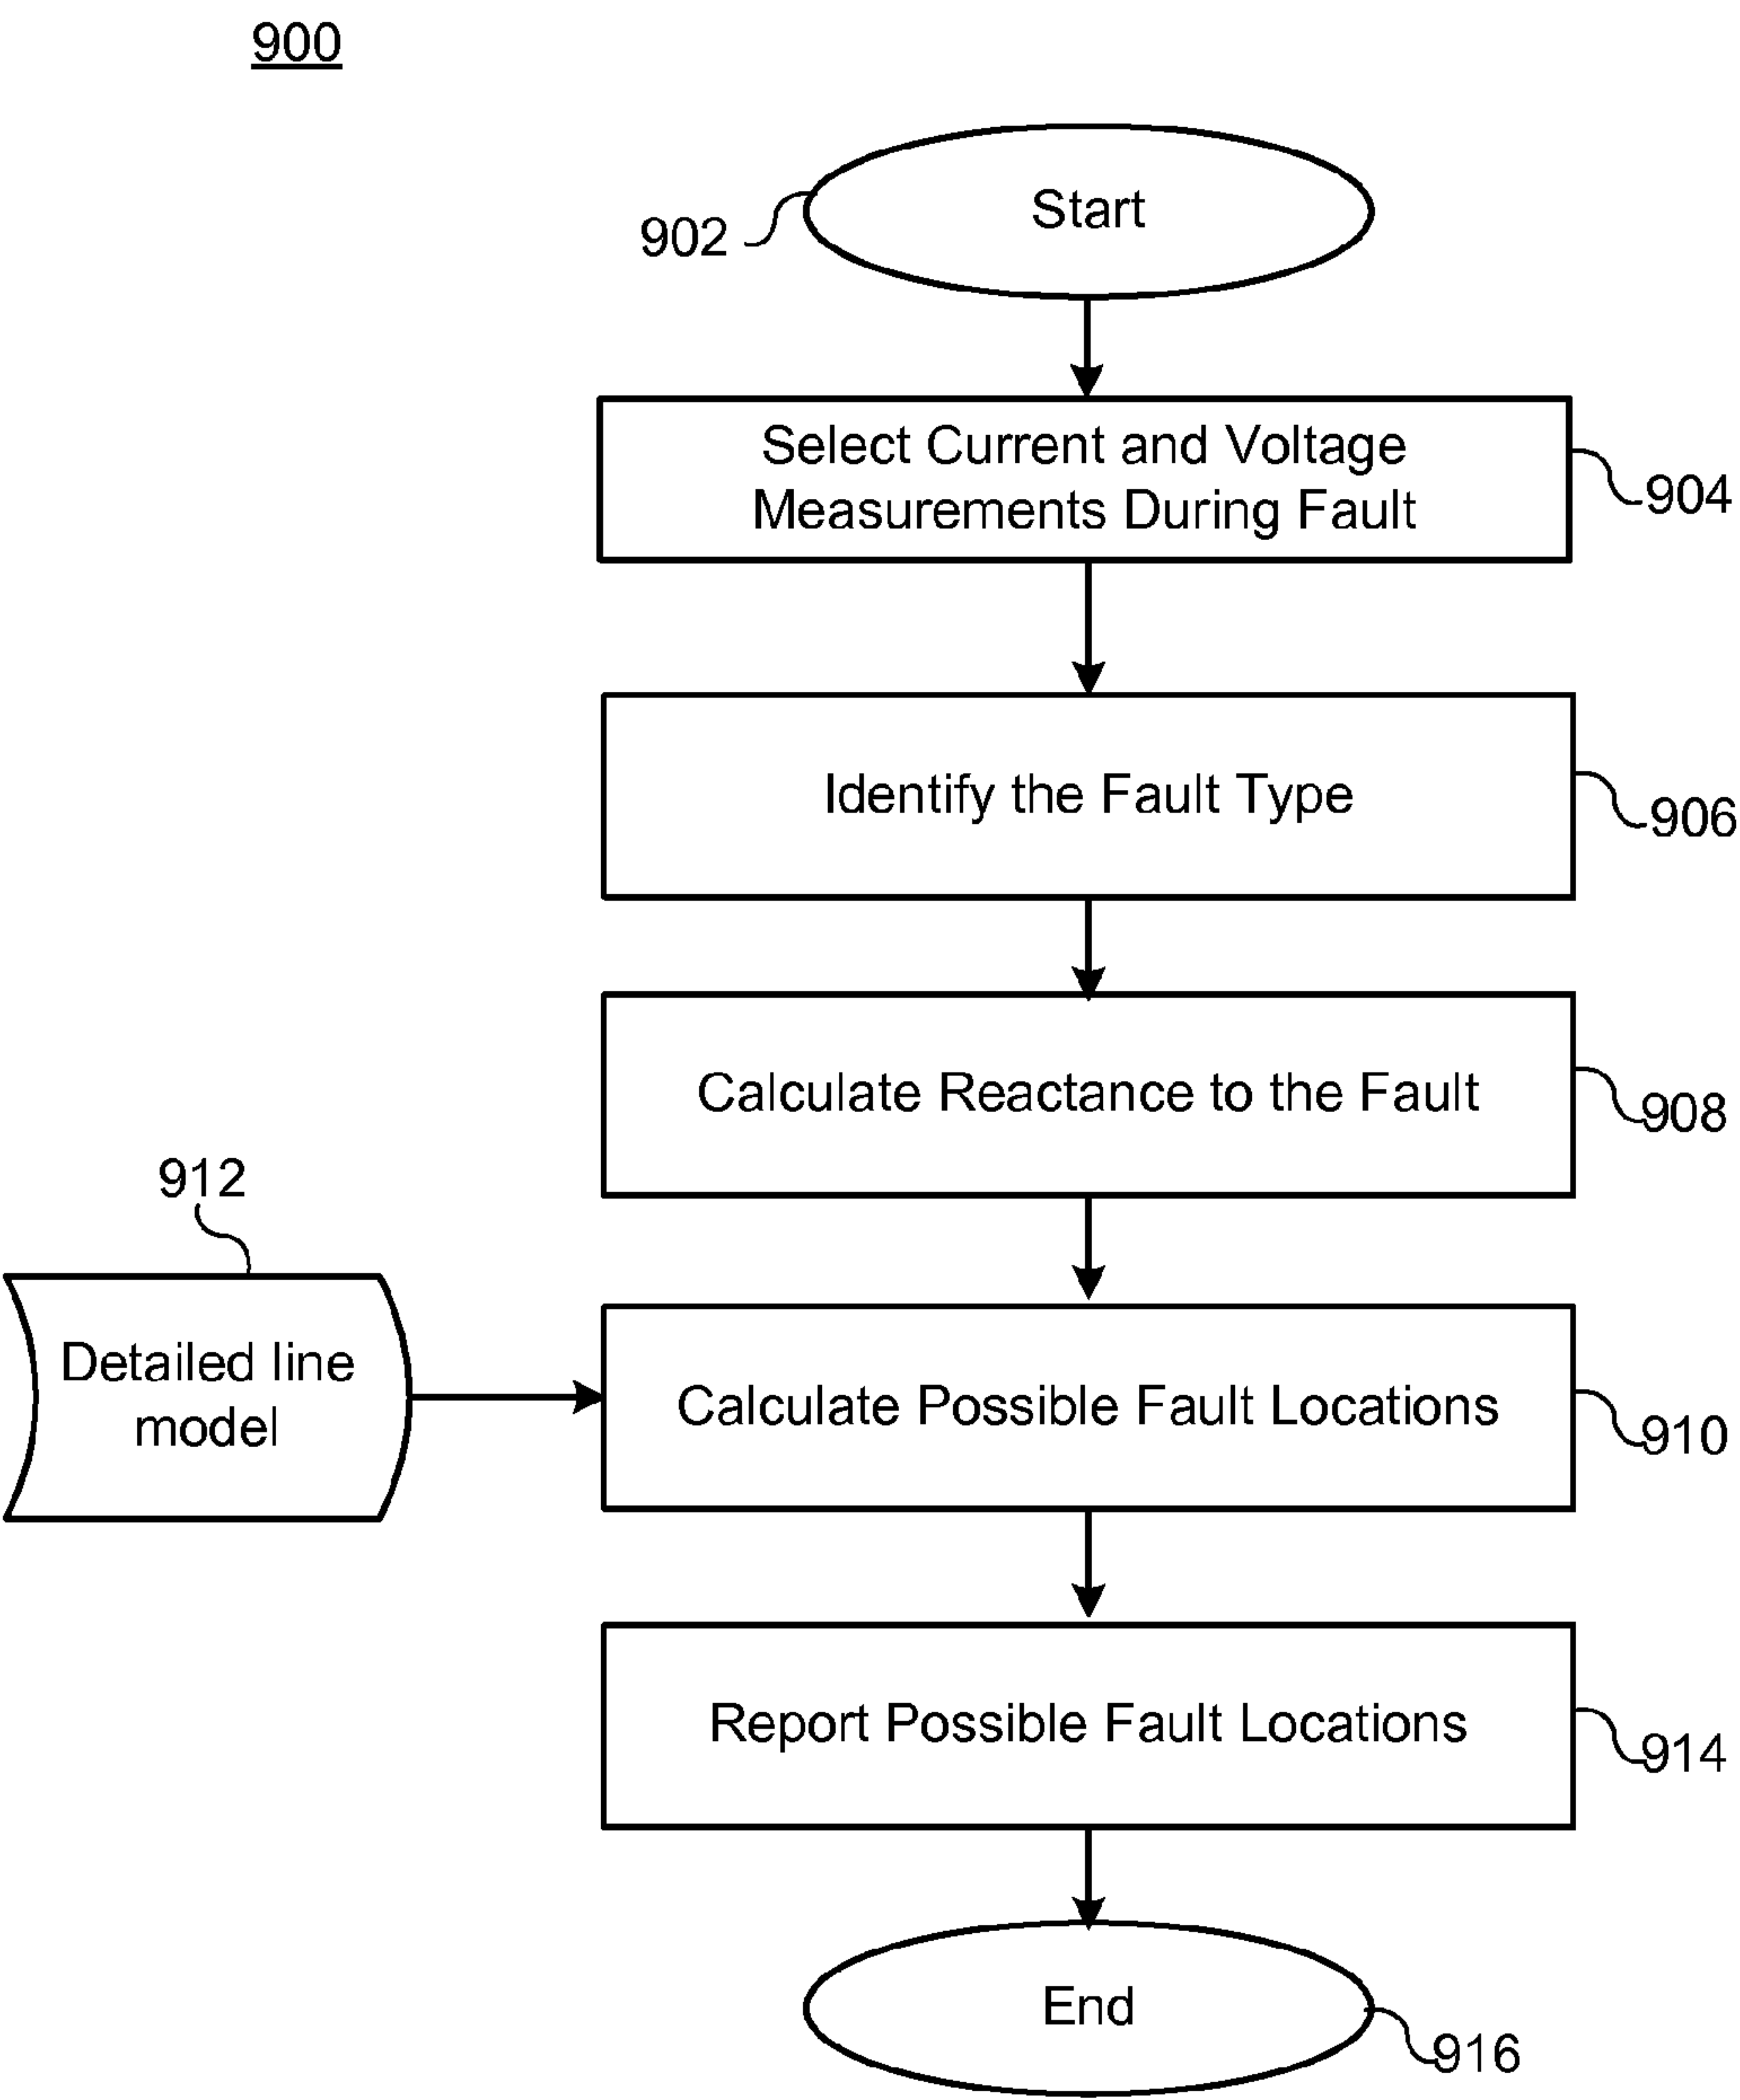 900
Start
902
Select Current and Voltage
Measurements During Fault
904
Identify the Fault Type
906
Calculate Reactance to the Fault
908
912
Detailed line
model
Calculate Possible Fault Locations
910
Report Possible Fault Locations
914
End
916